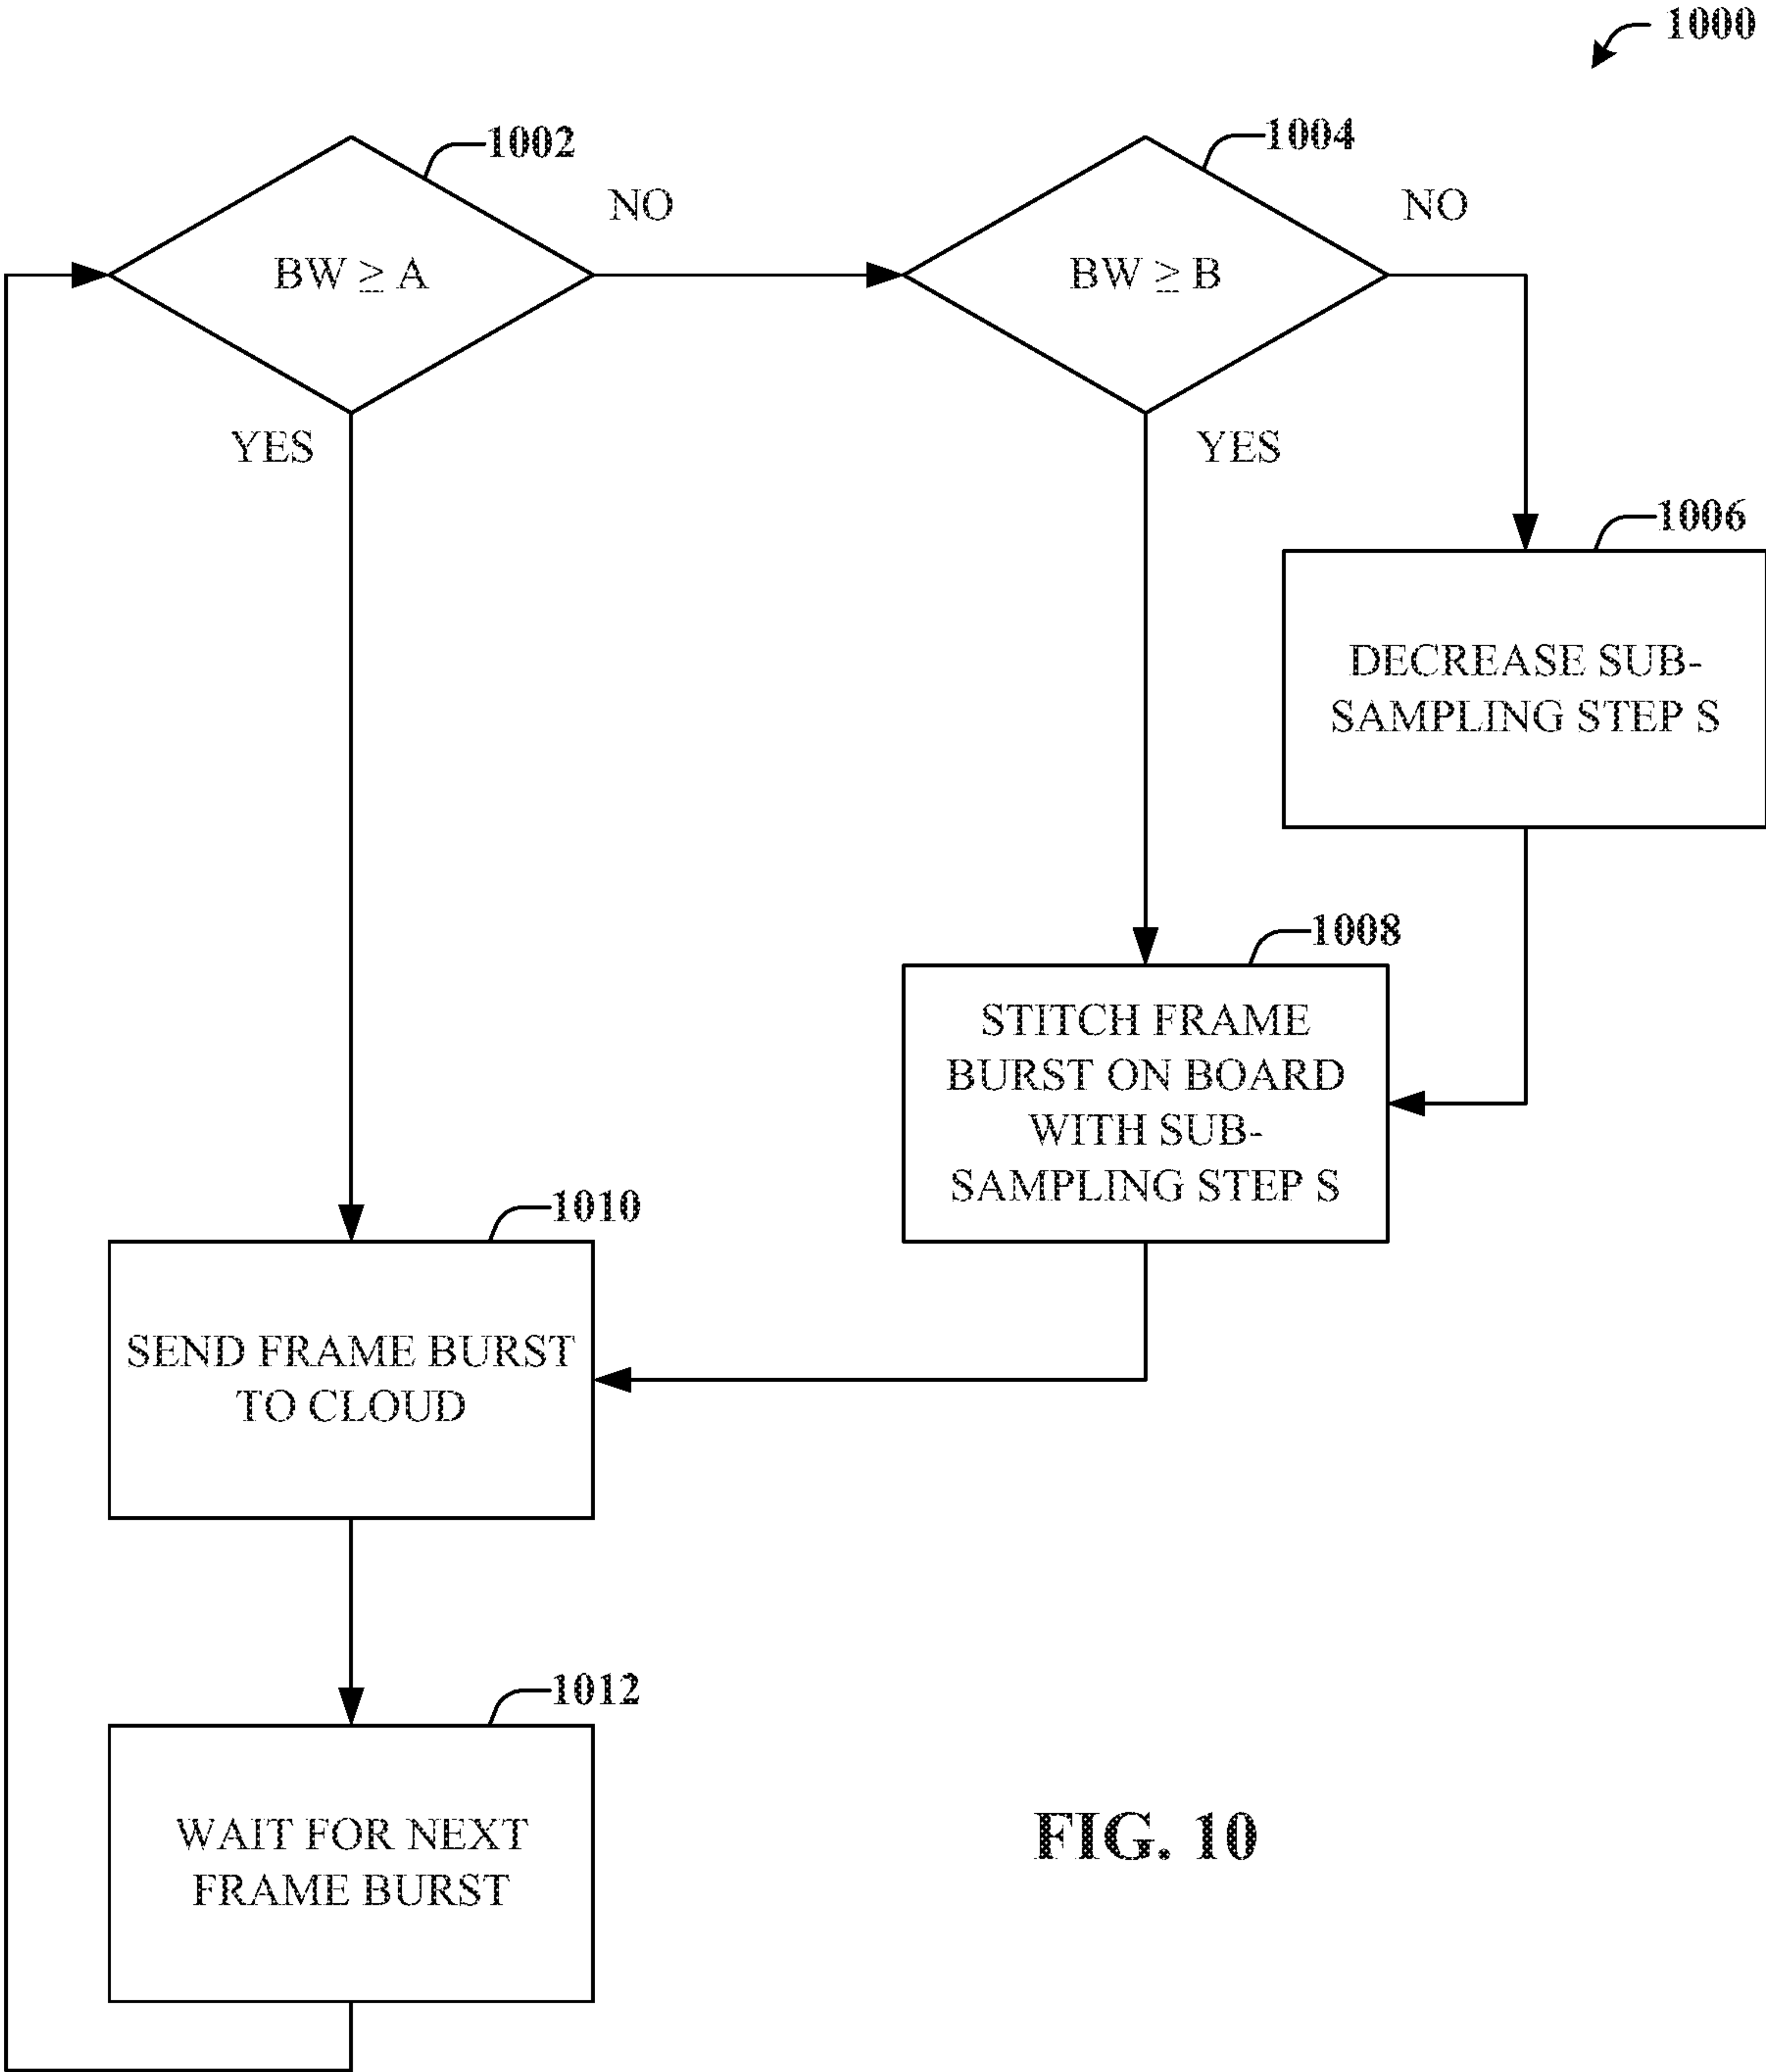 1000
1002
1004
NO
NO
BW ≥ A
BW ≥ B
YES
YES
1006
DECREASE SUB-
SAMPLING STEP S
1008
STITCH FRAME
BURST ON BOARD
WITH SUB-
SAMPLING STEP S
1010
SEND FRAME BURST
TO CLOUD
1012
WAIT FOR NEXT
FRAME BURST
FIG. 10